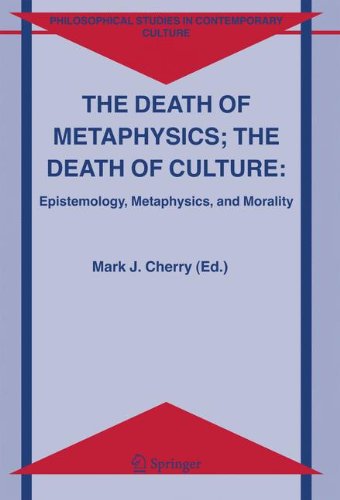 PHILOSOPHICAL STUDIES IN CONTEMPORARY
CULTURE
THE DEATH OF
METAPHYSICS; THE
DEATH OF CULTURE:
Epistemology, Metaphysics, and Morality
Mark J. Cherry (Ed.)
Springer